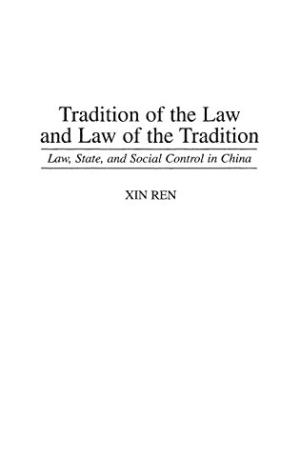 Tradition of the Law
and Law of the Tradition
Law, State, and Social Control in China
XIN REN